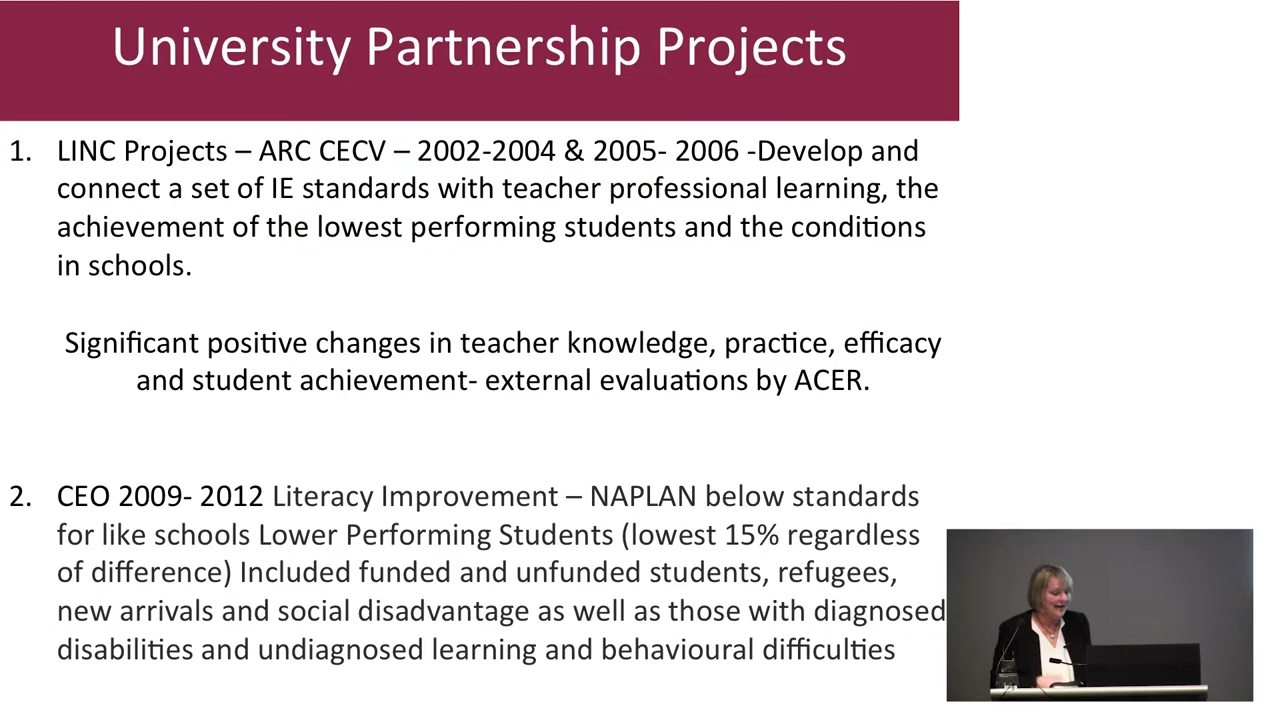 University Partnership Projects
1. LINC Projects – ARC CECV – 2002-2004 & 2005- 2006 -Develop and
connect a set of IE standards with teacher professional learning, the
achievement of the lowest performing students and the conditions
in schools.
Significant positive changes in teacher knowledge, practice, efficacy
and student achievement- external evaluations by ACER.
2. CEO 2009- 2012 Literacy Improvement – NAPLAN below standards
for like schools Lower Performing Students (lowest 15% regardless
of difference) Included funded and unfunded students, refugees,
new arrivals and social disadvantage as well as those with diagnosed
disabilities and undiagnosed learning and behavioural difficulties